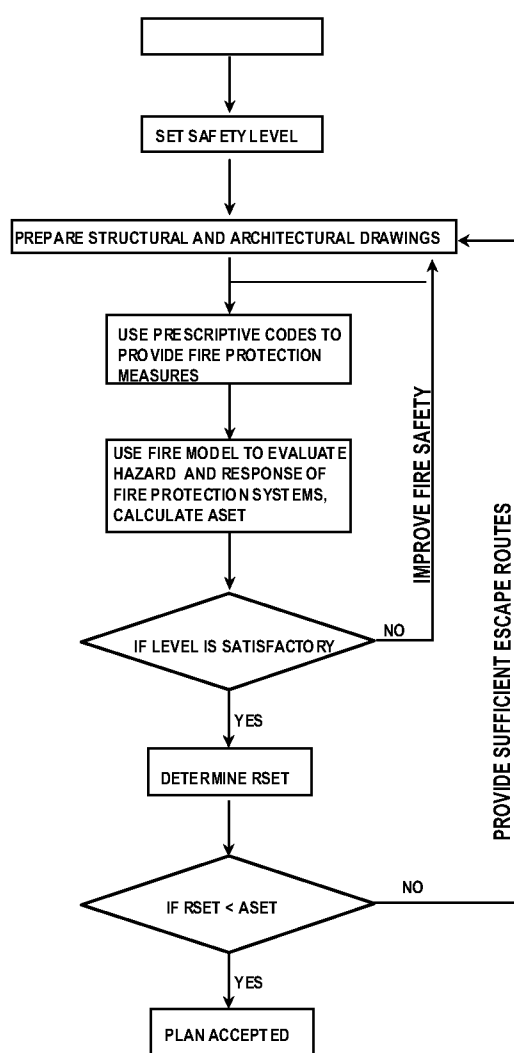 SET SAFETY LEVEL
PREPARE STRUCTURAL AND ARCHITECTURAL DRAWINGS
USE PRESCRIPTIVE CODES TO
PROVIDE FIRE PROTECTION
MEASURES
USE FIRE MODEL TO EVALUATE
HAZARD AND RESPONSE OF
FIRE PROTECTION SYSTEMS,
CALCULATE ASET
IMPROVE FIRE SAFETY
PROVIDE SUFFICIENT ESCAPE ROUTES
IF LEVEL IS SATISFACTORY
NO
YES
DETERMINE RSET
IF RSET < ASET
NO
YES
PLAN ACCEPTED